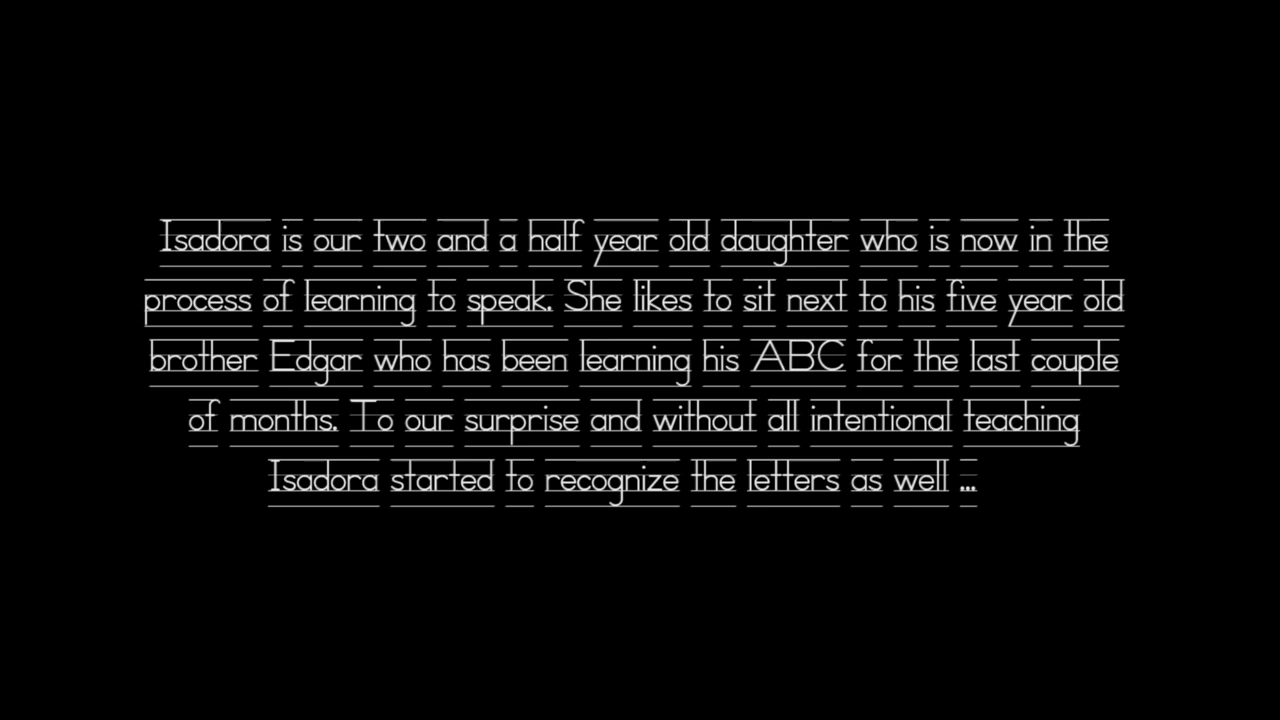 Isadora is our two and a half year old daughter who is now in the
process of learning to speak. She likes to sit next to his five year old
brother Edgar who has been learning his ABC for the last couple
of months. To our surprise and without all intentional teaching
Isadora started to recognize the letters as well ...